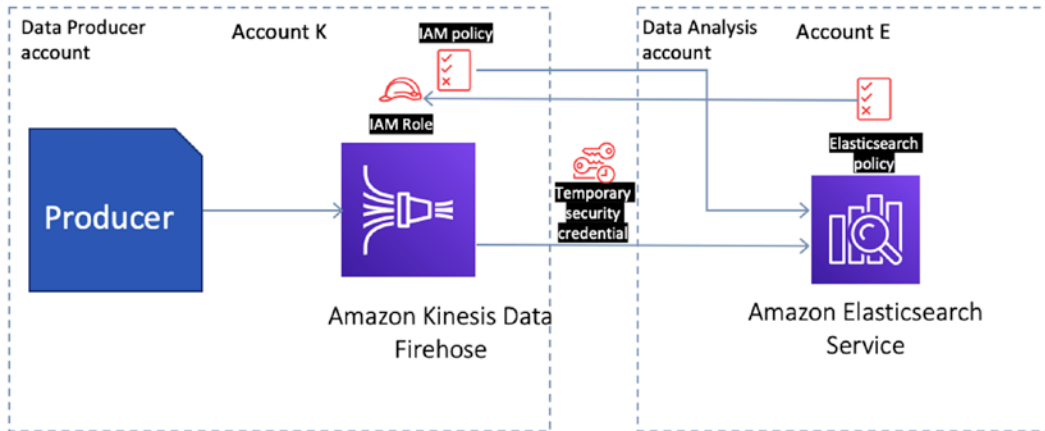 Data Producer
account
Account K
IAM policy
IAM Role
Producer
Amazon Kinesis Data
Firehose
Temporary
security
credential
Data Analysis
account
Account E
Elasticsearch
policy
Amazon Elasticsearch
Service